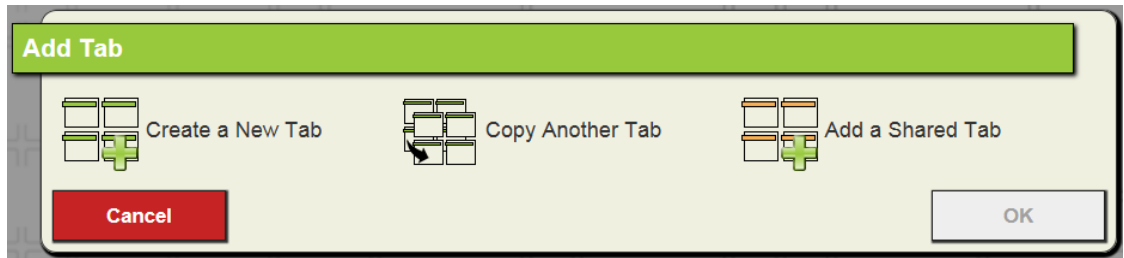 Add Tab
Create a New Tab
Copy Another Tab
Add a Shared Tab
Cancel
OK